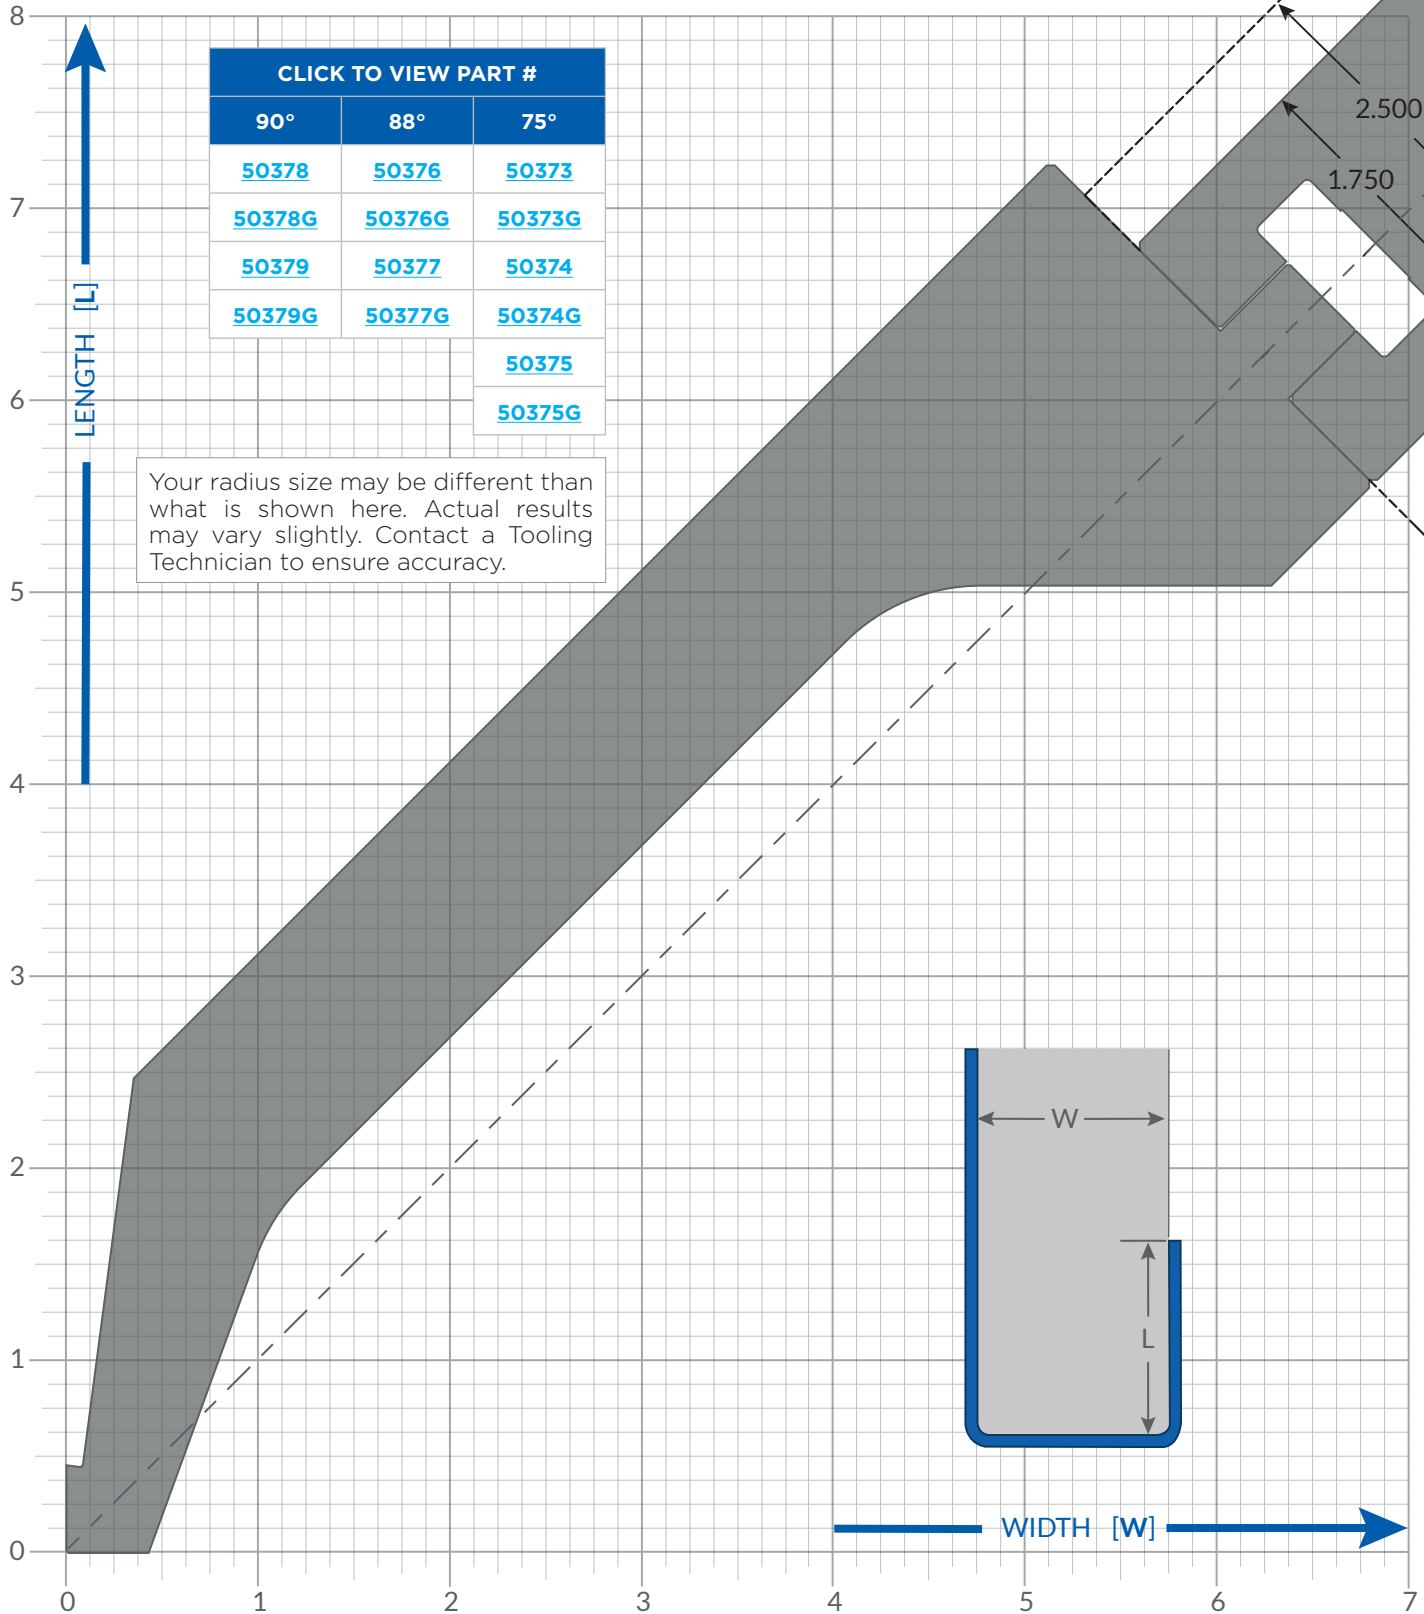 8
7
6
5
4
3
2
1
0
0 1 2 3 4 5 6 7
LENGTH [L]
CLICK TO VIEW PART #
90° 88° 75°
50378 50376 50373
50378G 50376G 50373G
50379 50377 50374
50379G 50377G 50374G
50375
50375G
Your radius size may be different than
what is shown here. Actual results
may vary slightly. Contact a Tooling
Technician to ensure accuracy.
2.500
1.750
W
L
WIDTH [W]